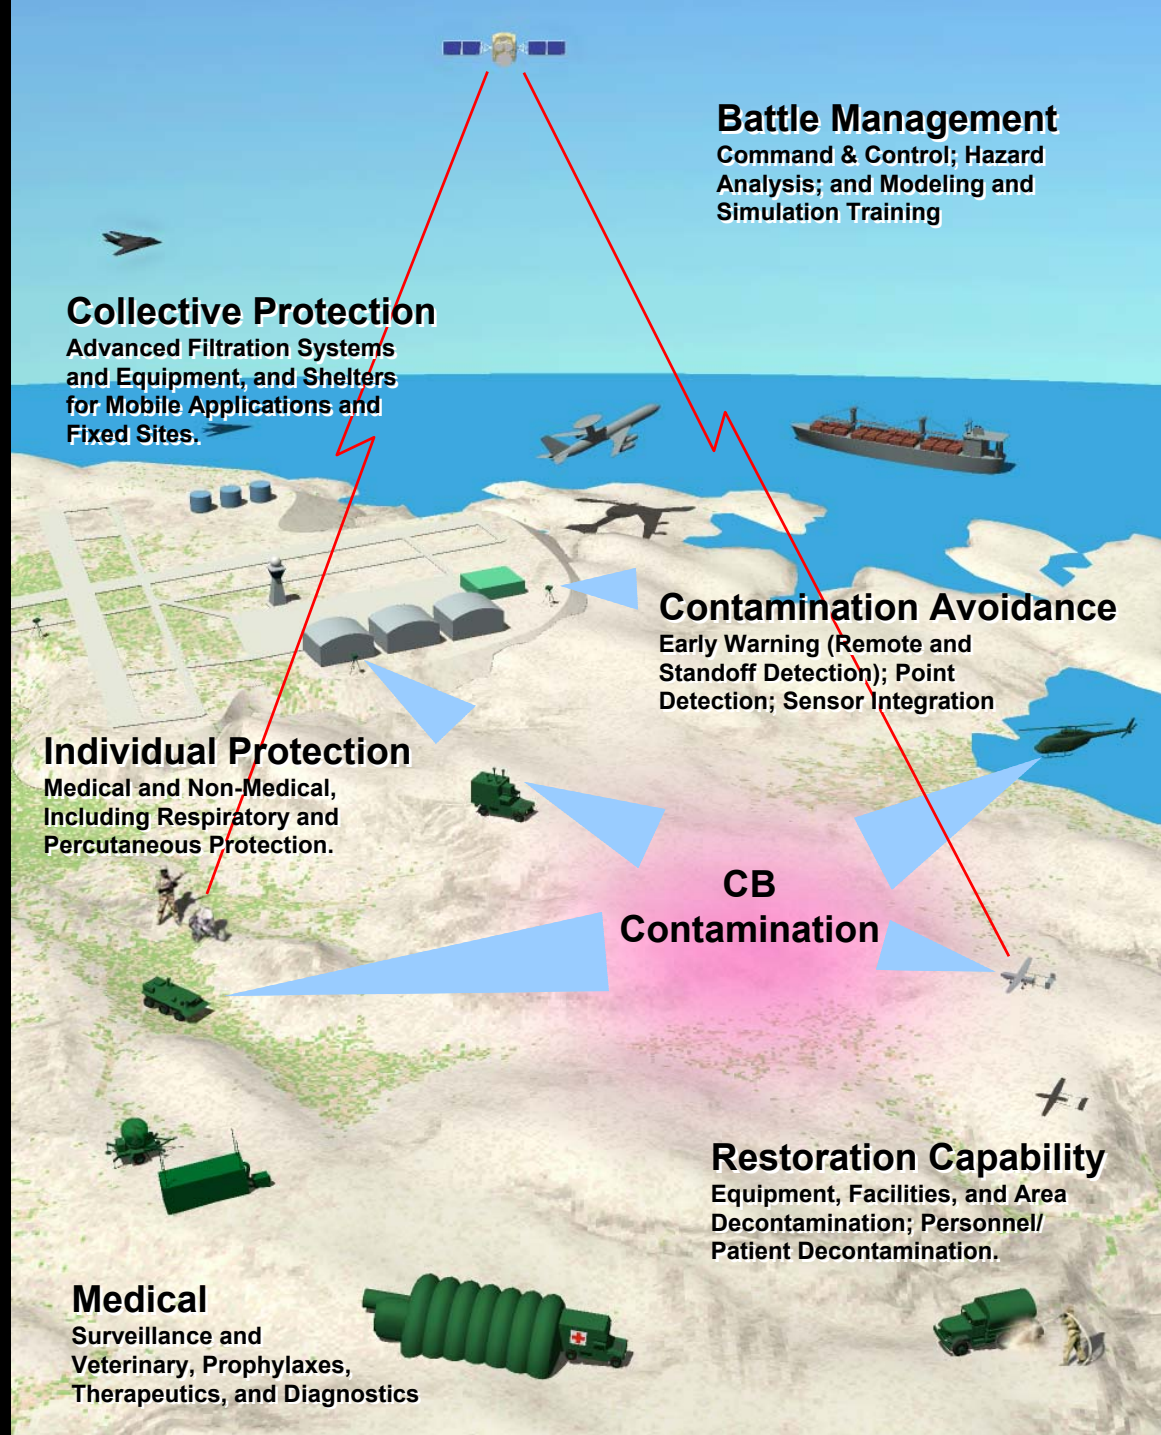 Battle Management
Command & Control; Hazard
Analysis; and Modeling and
Simulation Training
Collective Protection
Advanced Filtration Systems
and Equipment, and Shelters
for Mobile Applications and
Fixed Sites.
Contamination Avoidance
Early Warning (Remote and
Standoff Detection); Point
Detection; Sensor Integration
Individual Protection
Medical and Non-Medical,
Including Respiratory and
Percutaneous Protection.
CB
Contamination
Restoration Capability
Equipment, Facilities, and Area
Decontamination; Personnel/
Patient Decontamination.
Medical
Surveillance and
Veterinary, Prophylaxes,
Therapeutics, and Diagnostics